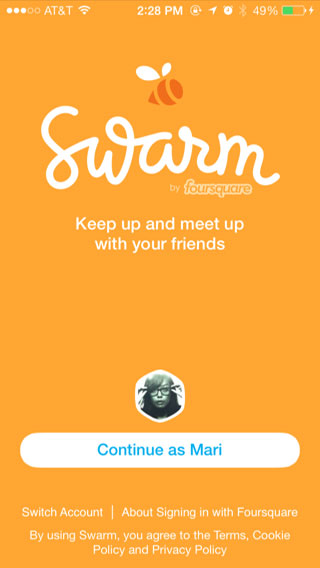 AT&T 2:28 PM 49%
Swarm
by foursquare
Keep up and meet up
with your friends
Continue as Mari
Switch Account | About Signing in with Foursquare
By using Swarm, you agree to the Terms, Cookie
Policy and Privacy Policy